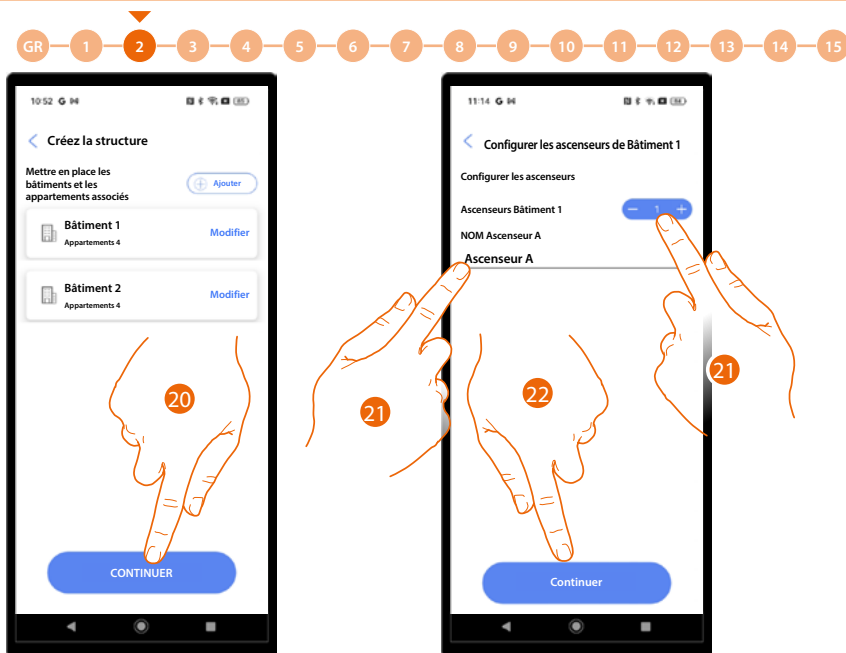 GR 1 2 3 4 5 6 7 8 9 10 11 12 13 14 15
10:52 G
Créez la structure
Mettre en place les
bâtiments et les
appartements associés
Ajouter
Bâtiment 1
Appartements 4
Modifier
Bâtiment 2
Appartements 4
Modifier
20
CONTINUER
11:14 G
Configurer les ascenseurs de Bâtiment 1
Configurer les ascenseurs
Ascenseurs Bâtiment 1
− 1 +
NOM Ascenseur A
Ascenseur A
21
21
22
Continuer